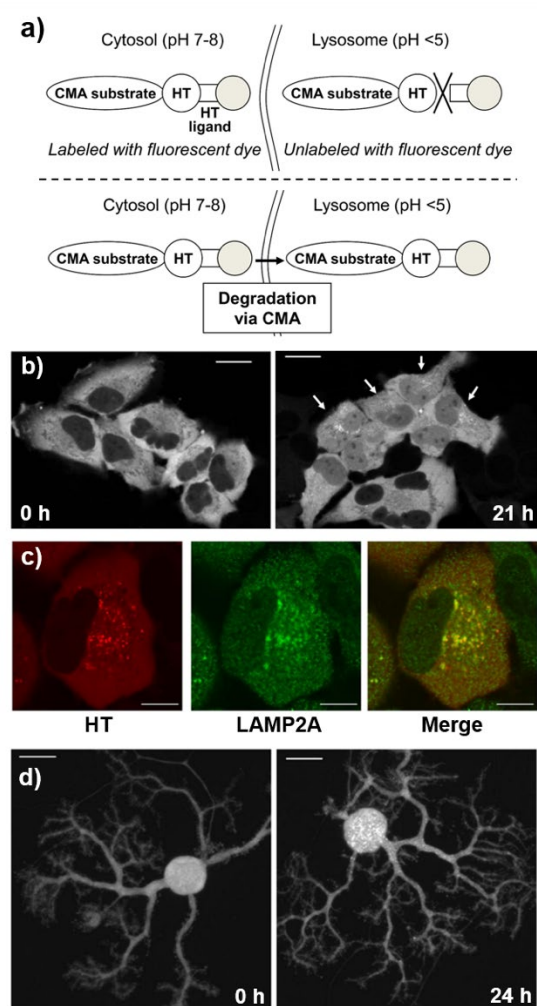 a)
Cytosol (pH 7-8)
Lysosome (pH <5)
CMA substrate
HT
HT
ligand
CMA substrate
HT
Labeled with fluorescent dye
Unlabeled with fluorescent dye
Cytosol (pH 7-8)
Lysosome (pH <5)
CMA substrate
HT
CMA substrate
HT
Degradation
via CMA
b)
0 h
21 h
c)
HT
LAMP2A
Merge
d)
0 h
24 h